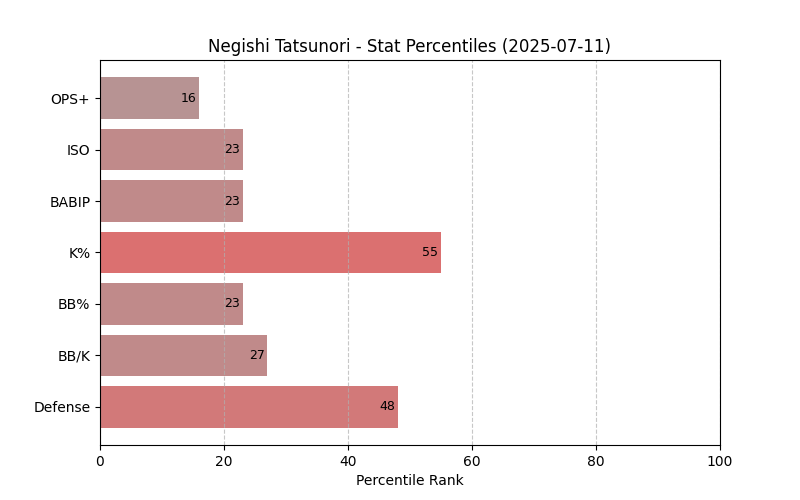 Negishi Tatsunori - Stat Percentiles (2025-07-11)
OPS+ 16
ISO 23
BABIP 23
K% 55
BB% 23
BB/K 27
Defense 48
0 20 40 60 80 100
Percentile Rank